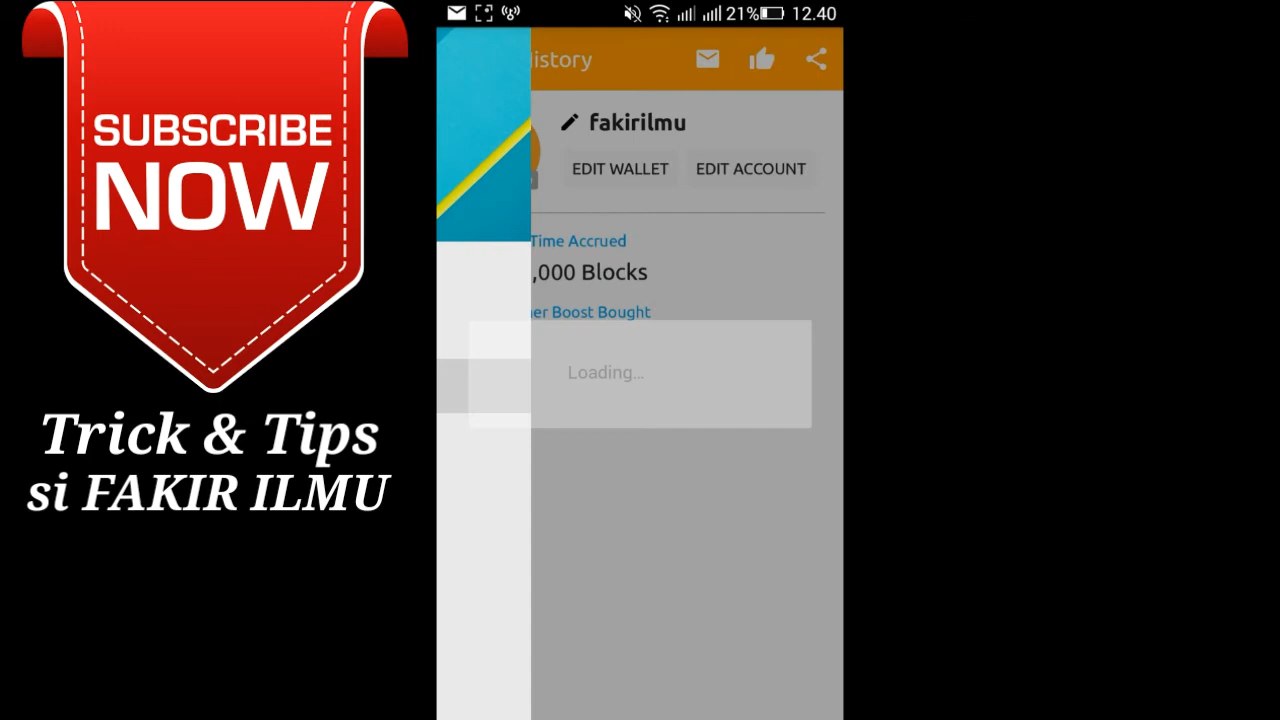 SUBSCRIBE
NOW
Trick & Tips
si FAKIR ILMU
21% 12.40
istory
fakirilmu
EDIT WALLET EDIT ACCOUNT
Time Accrued
,000 Blocks
er Boost Bought
Loading...